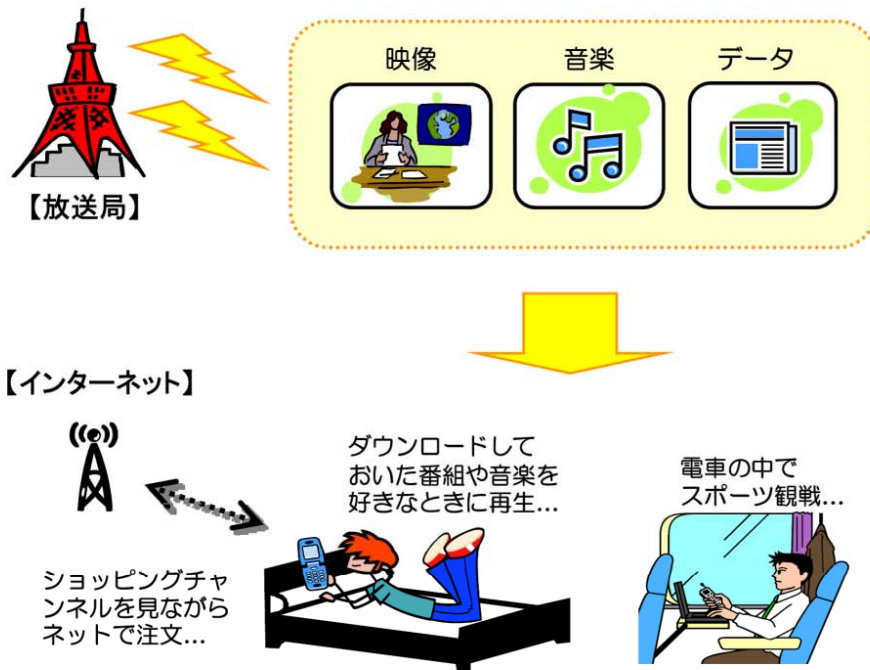 映像
音楽
データ
【放送局】
【インターネット】
ダウンロードして
おいた番組や音楽を
好きなときに再生...
電車の中で
スポーツ観戦...
ショッピングチャ
ンネルを見ながら
ネットで注文...